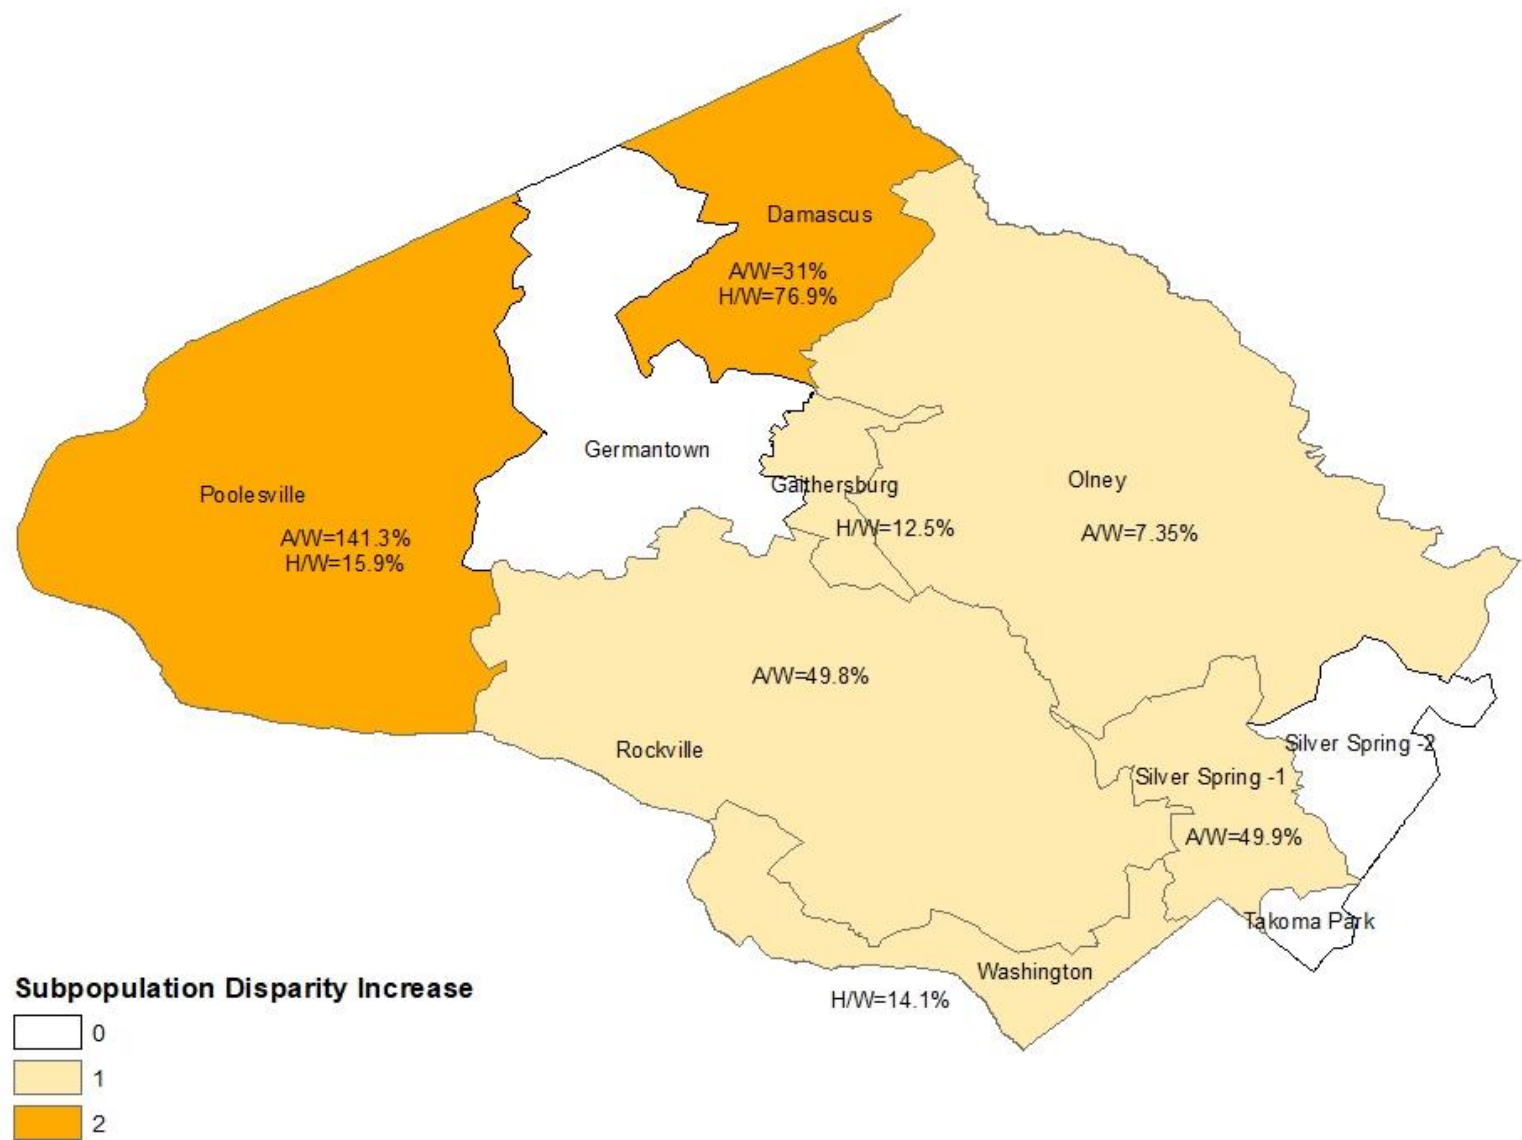 Damascus
A/W=31%
H/W=76.9%
Germantown
Poolesville
A/W=141.3%
H/W=15.9%
Gaithersburg
H/W=12.5%
Olney
A/W=7.35%
A/W=49.8%
Rockville
Silver Spring -2
Silver Spring -1
A/W=49.9%
Takoma Park
Washington
H/W=14.1%
Subpopulation Disparity Increase
0
1
2